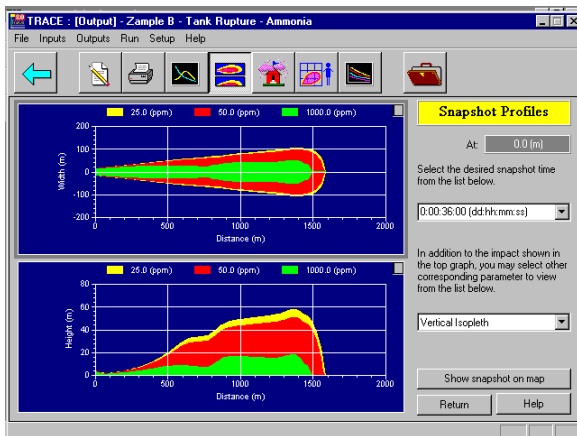 TRACE : [Output] - Zample B - Tank Rupture - Ammonia
File Inputs Outputs Run Setup Help
25.0 (ppm) 50.0 (ppm) 1000.0 (ppm)
200
100
0
-100
-200
Width (m)
0 500 1000 1500 2000
Distance (m)
25.0 (ppm) 50.0 (ppm) 1000.0 (ppm)
80
60
40
20
0
Height (m)
0 500 1000 1500 2000
Distance (m)
Snapshot Profiles
At: 0.0 (m)
Select the desired snapshot time
from the list below.
0:00:36:00 (dd:hh:mm:ss)
In addition to the impact shown in
the top graph, you may select other
corresponding parameter to view
from the list below.
Vertical Isopleth
Show snapshot on map
Return Help